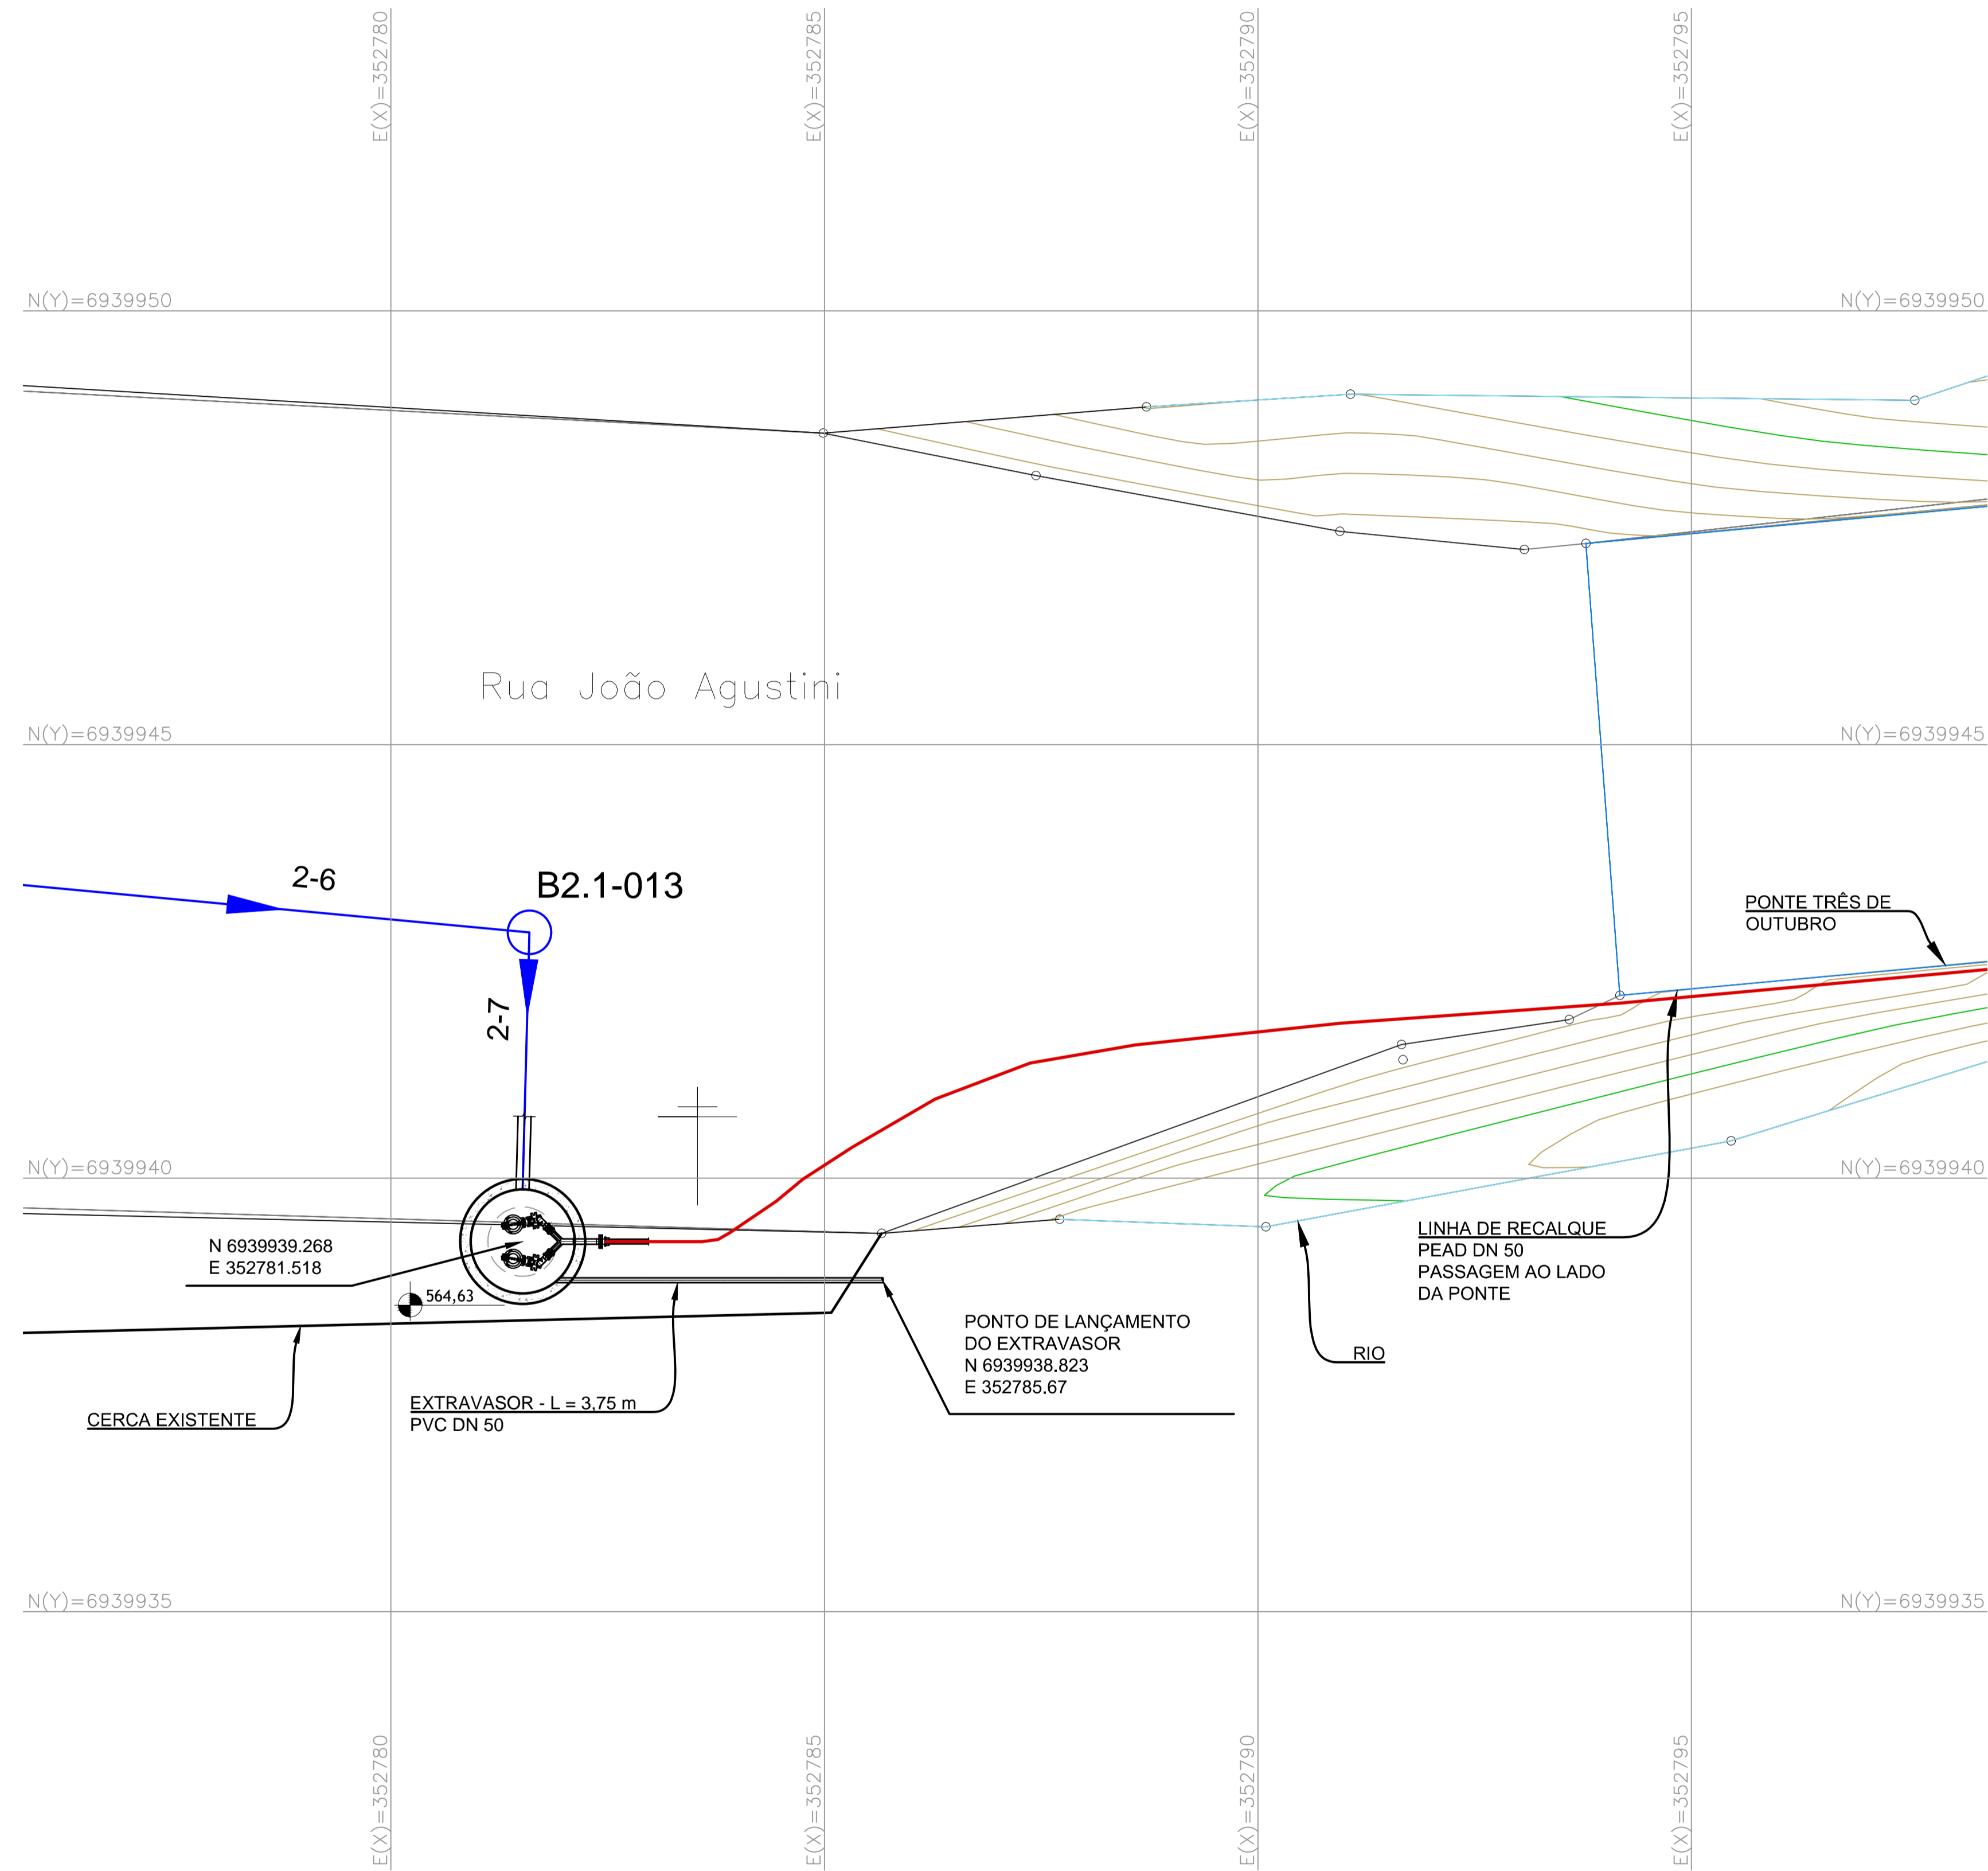 E(X)=352780
E(X)=352785
E(X)=352790
E(X)=352795
N(Y)=6939950
N(Y)=6939950
Rua João Agustini
N(Y)=6939945
N(Y)=6939945
2-6
B2.1-013
PONTE TRÊS DE
OUTUBRO
2-7
N(Y)=6939940
N(Y)=6939940
N 6939939.268
E 352781.518
564,63
LINHA DE RECALQUE
PEAD DN 50
PASSAGEM AO LADO
DA PONTE
PONTO DE LANÇAMENTO
DO EXTRAVASOR
N 6939938.823
E 352785.67
RIO
CERCA EXISTENTE
EXTRAVASOR - L = 3,75 m
PVC DN 50
N(Y)=6939935
N(Y)=6939935
E(X)=352780
E(X)=352785
E(X)=352790
E(X)=352795